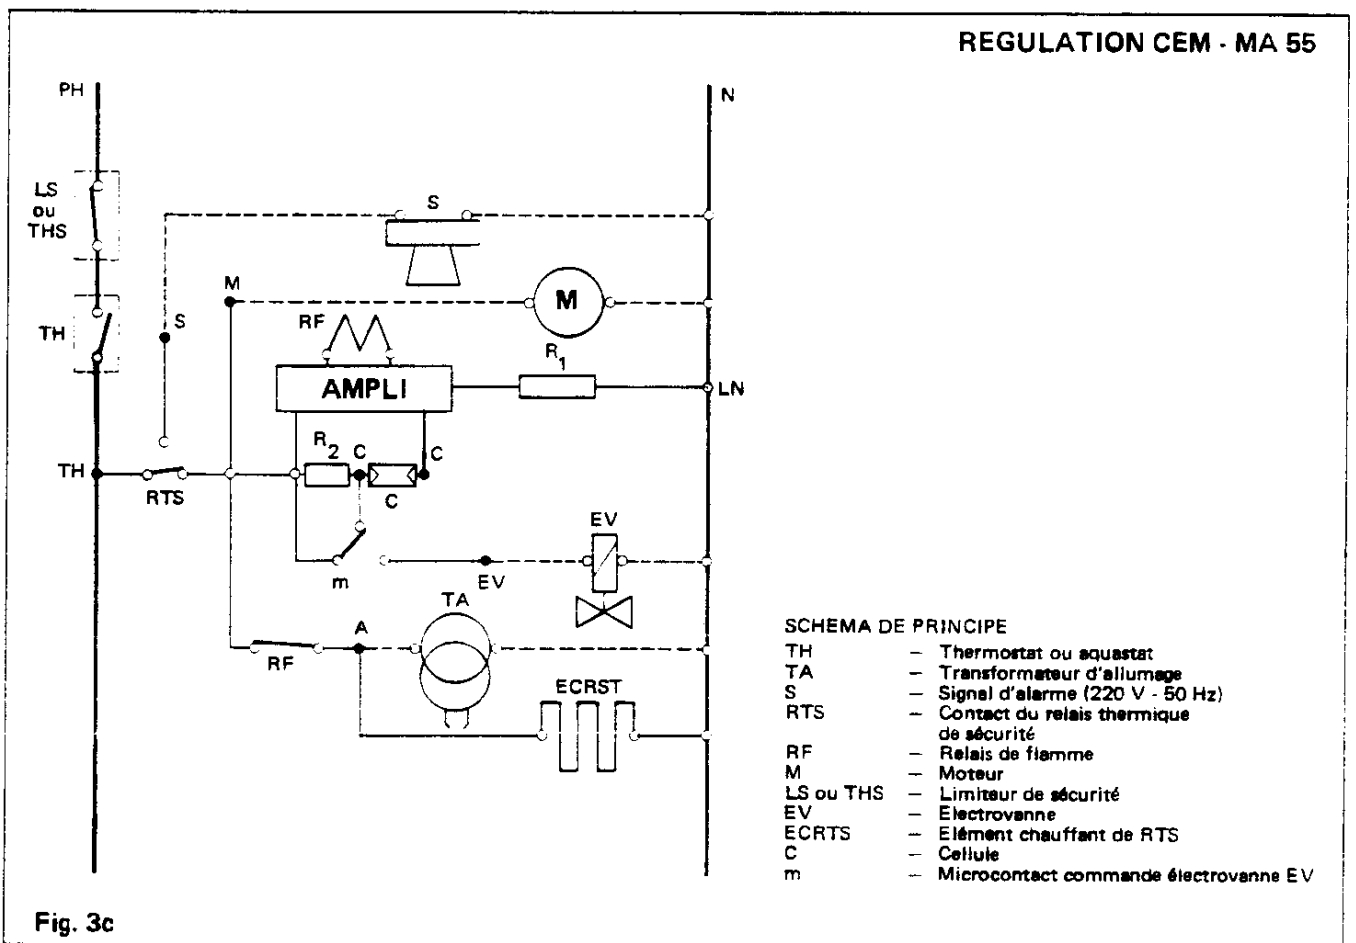 REGULATION CEM - MA 55
PH
N
LS
ou
THS
S
M
M
TH
S
RF
R1
AMPLI
LN
R2
C
C
TH
RTS
C
EV
m
EV
TA
A
RF
ECRST
SCHEMA DE PRINCIPE
TH – Thermostat ou aquastat
TA – Transformateur d'allumage
S – Signal d'alarme (220 V - 50 Hz)
RTS – Contact du relais thermique
de sécurité
RF – Relais de flamme
M – Moteur
LS ou THS – Limiteur de sécurité
EV – Electrovanne
ECRTS – Elément chauffant de RTS
C – Cellule
m – Microcontact commande électrovanne EV
Fig. 3c